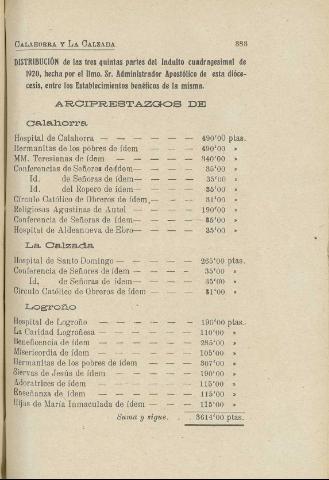 CALAHORRA Y LA CALZADA 383
DISTRIBUCIÓN de las tres quintas partes del Indulto cuadragesimal de
1920, hecha por el Ilmo. Sr. Administrador Apostólico de esta dióce-
cesis, entre los Establecimientos benéficos de la misma.
ARCIPRESTAZGOS DE
Calahorra
Hospital de Calahorra — — — — — — 490'00 ptas.
Hermanitas de los pobres de ídem — — — 490'00 »
MM. Teresianas de ídem — — — — — 340'00 »
Conferencias de Señores de ídem — — — — 35'00 »
Id. de Señoras de ídem — — — — 35'00 »
Id. del Ropero de ídem — — — — 35'00 »
Círculo Católico de Obreros de ídem, — — — 31'00 »
Religiosas Agustinas de Autol — — — — 190'00 »
Conferencia de Señoras de ídem — — — — 35'00 »
Hospital de Aldeanueva de Ebro — — — — 35'00 »
La Calzada
Hospital de Santo Domingo — — — — — 265'00 ptas.
Conferencia de Señores de ídem — — — — 35'00 »
Id, de Señoras de ídem — — — — 35'00 »
Círculo Católico de Obreros de ídem — — — 31'00 »
Logroño
Hospital de Logroño — — — — — — 190'00 ptas.
La Caridad Logroñesa — — — — — 110'00 »
Beneficencia de ídem — — — — — 285'00 »
Misericordia de ídem — — — — — 105'00 »
Hermanitas de los pobres de ídem — — — 307'00 »
Siervas de Jesús de ídem — — — — — 190'00 »
Adoratrices de ídem — — — — — 115'00 »
Enseñanza de ídem — — — — — 115'00 »
Hijas de María Inmaculada de ídem — — — 115'00 »
Suma y sigue. . . 3614'00 ptas.